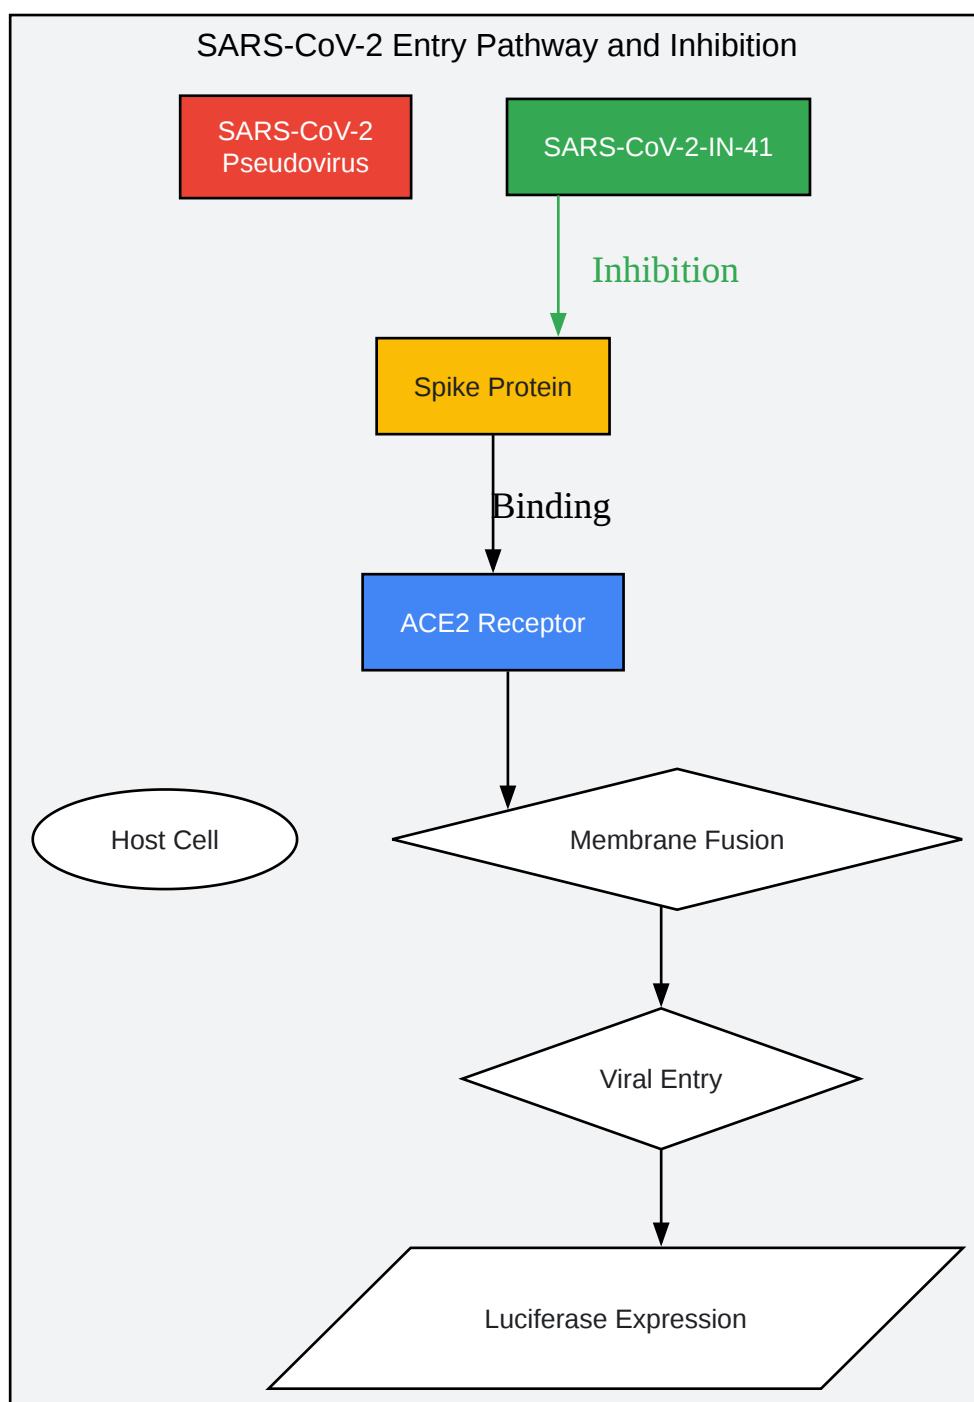 SARS-CoV-2 Entry Pathway and Inhibition
SARS-CoV-2
Pseudovirus
SARS-CoV-2-IN-41
Inhibition
Spike Protein
Binding
ACE2 Receptor
Host Cell
Membrane Fusion
Viral Entry
Luciferase Expression